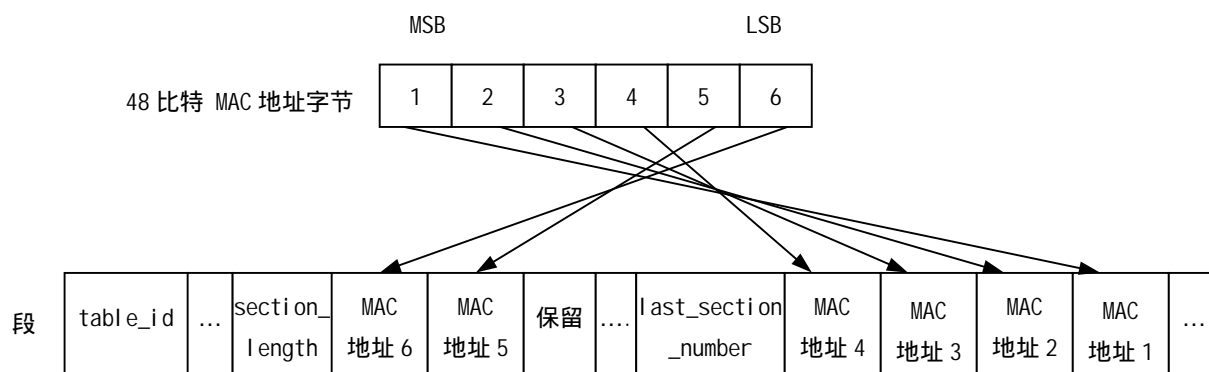 MSB LSB
48 比特 MAC 地址字节 1 2 3 4 5 6
段 table_id … section_ length MAC 地址 6 MAC 地址 5 保留 …. last_section _number MAC 地址 4 MAC 地址 3 MAC 地址 2 MAC 地址 1 …